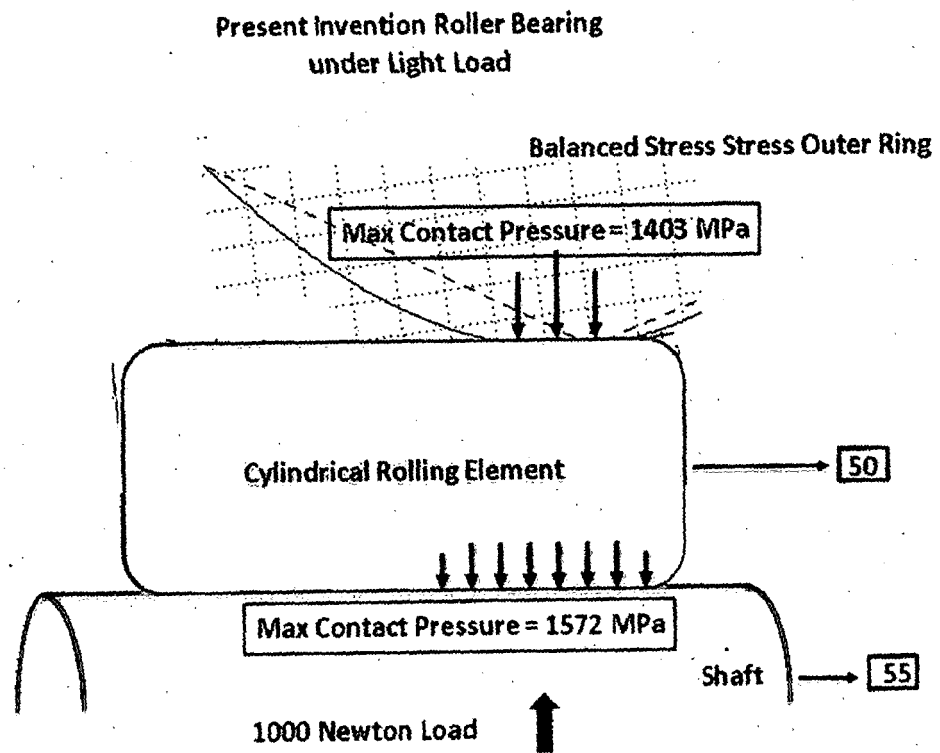 Present Invention Roller Bearing
under Light Load
Balanced Stress Stress Outer Ring
Max Contact Pressure = 1403 MPa
Cylindrical Rolling Element
50
Max Contact Pressure = 1572 MPa
Shaft
55
1000 Newton Load